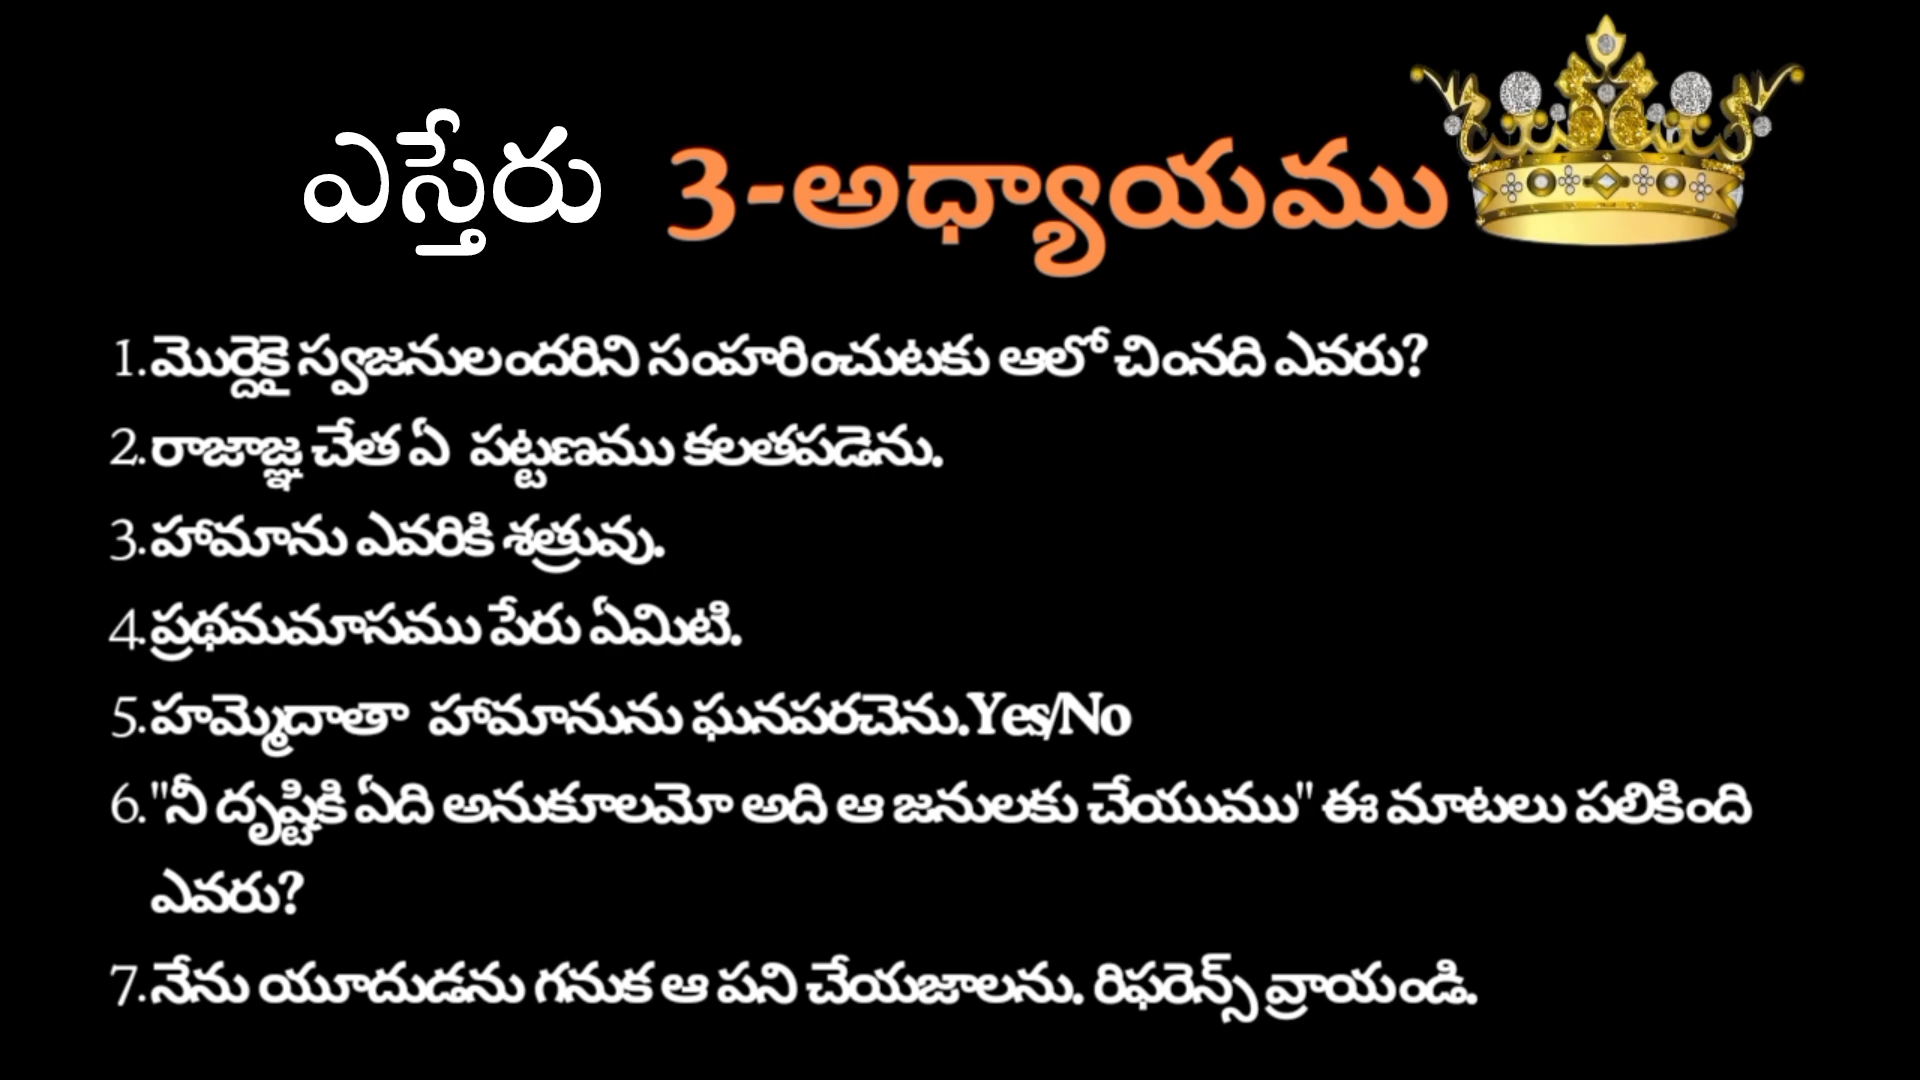 ఎస్తేరు 3-అధ్యాయము
1. మొర్దెకై స్వజనులందరిని సంహరించుటకు ఆలోచింనది ఎవరు?
2. రాజాజ్ఞ చేత ఏ పట్టణము కలతపడెను.
3. హామాను ఎవరికి శత్రువు.
4. ప్రథమమాసము పేరు ఏమిటి.
5. హమ్మెదాతా హామానును ఘనపరచెను.Yes/No
6. "నీ దృష్టికి ఏది అనుకూలమో అది ఆ జనులకు చేయుము" ఈ మాటలు పలికింది
ఎవరు?
7. నేను యూదుడను గనుక ఆ పని చేయజాలను. రిఫరెన్స్ వ్రాయండి.